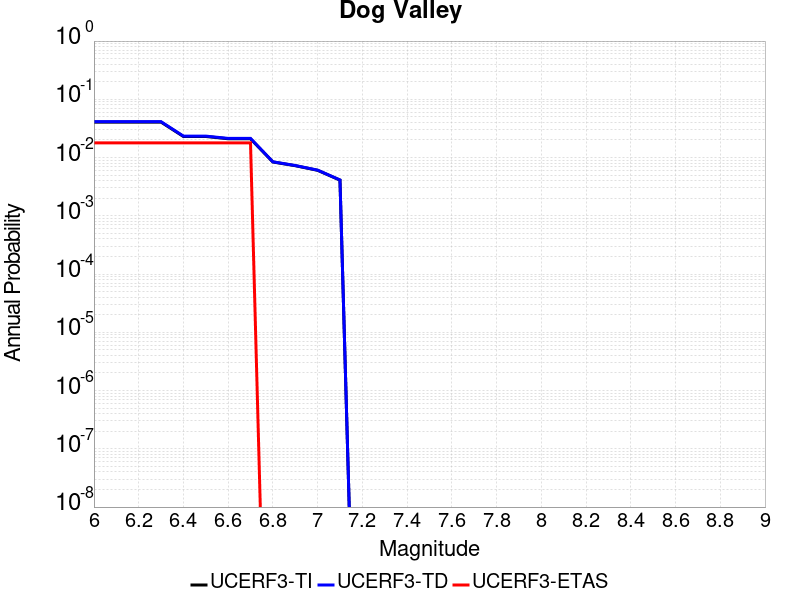 Dog Valley
10 0
10 -1
10 -2
10 -3
10 -4
10 -5
10 -6
10 -7
10 -8
Annual Probability
6 6.2 6.4 6.6 6.8 7 7.2 7.4 7.6 7.8 8 8.2 8.4 8.6 8.8 9
Magnitude
UCERF3-TI UCERF3-TD UCERF3-ETAS